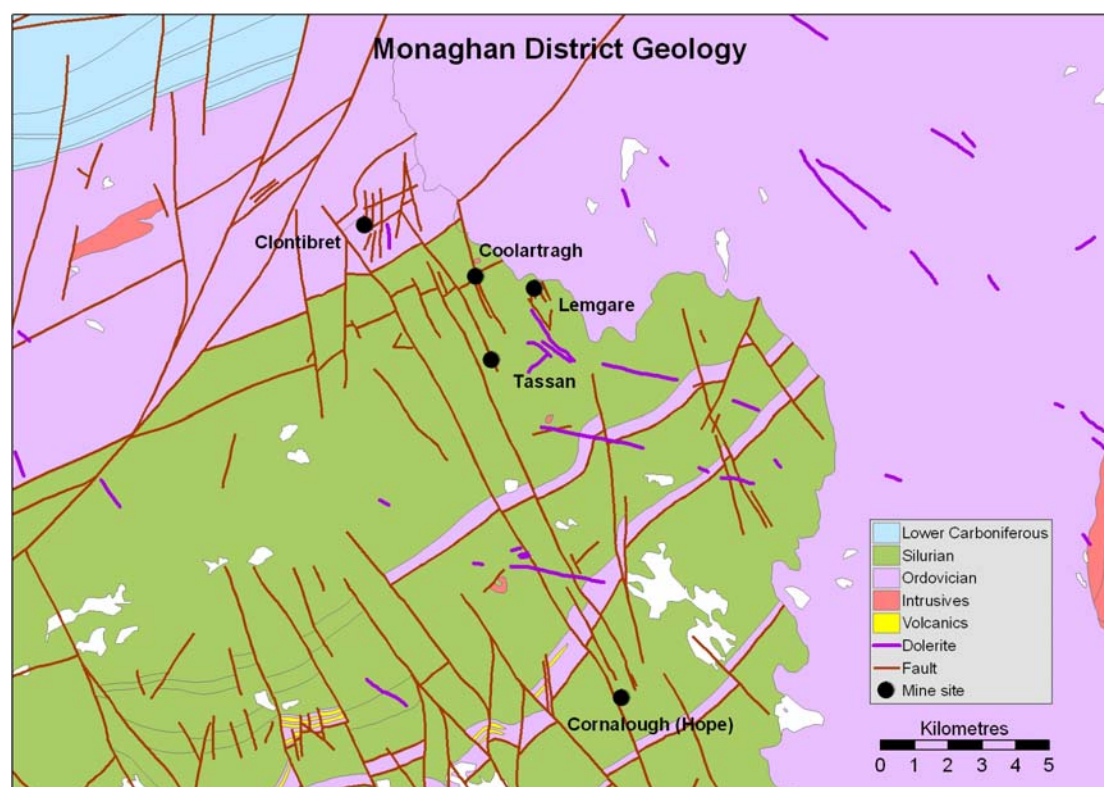 Monaghan District Geology
Clontibret
Coolartragh
Lemgare
Tassan
Cornalough (Hope)
Lower Carboniferous
Silurian
Ordovician
Intrusives
Volcanics
Dolerite
Fault
Mine site
Kilometres
0 1 2 3 4 5